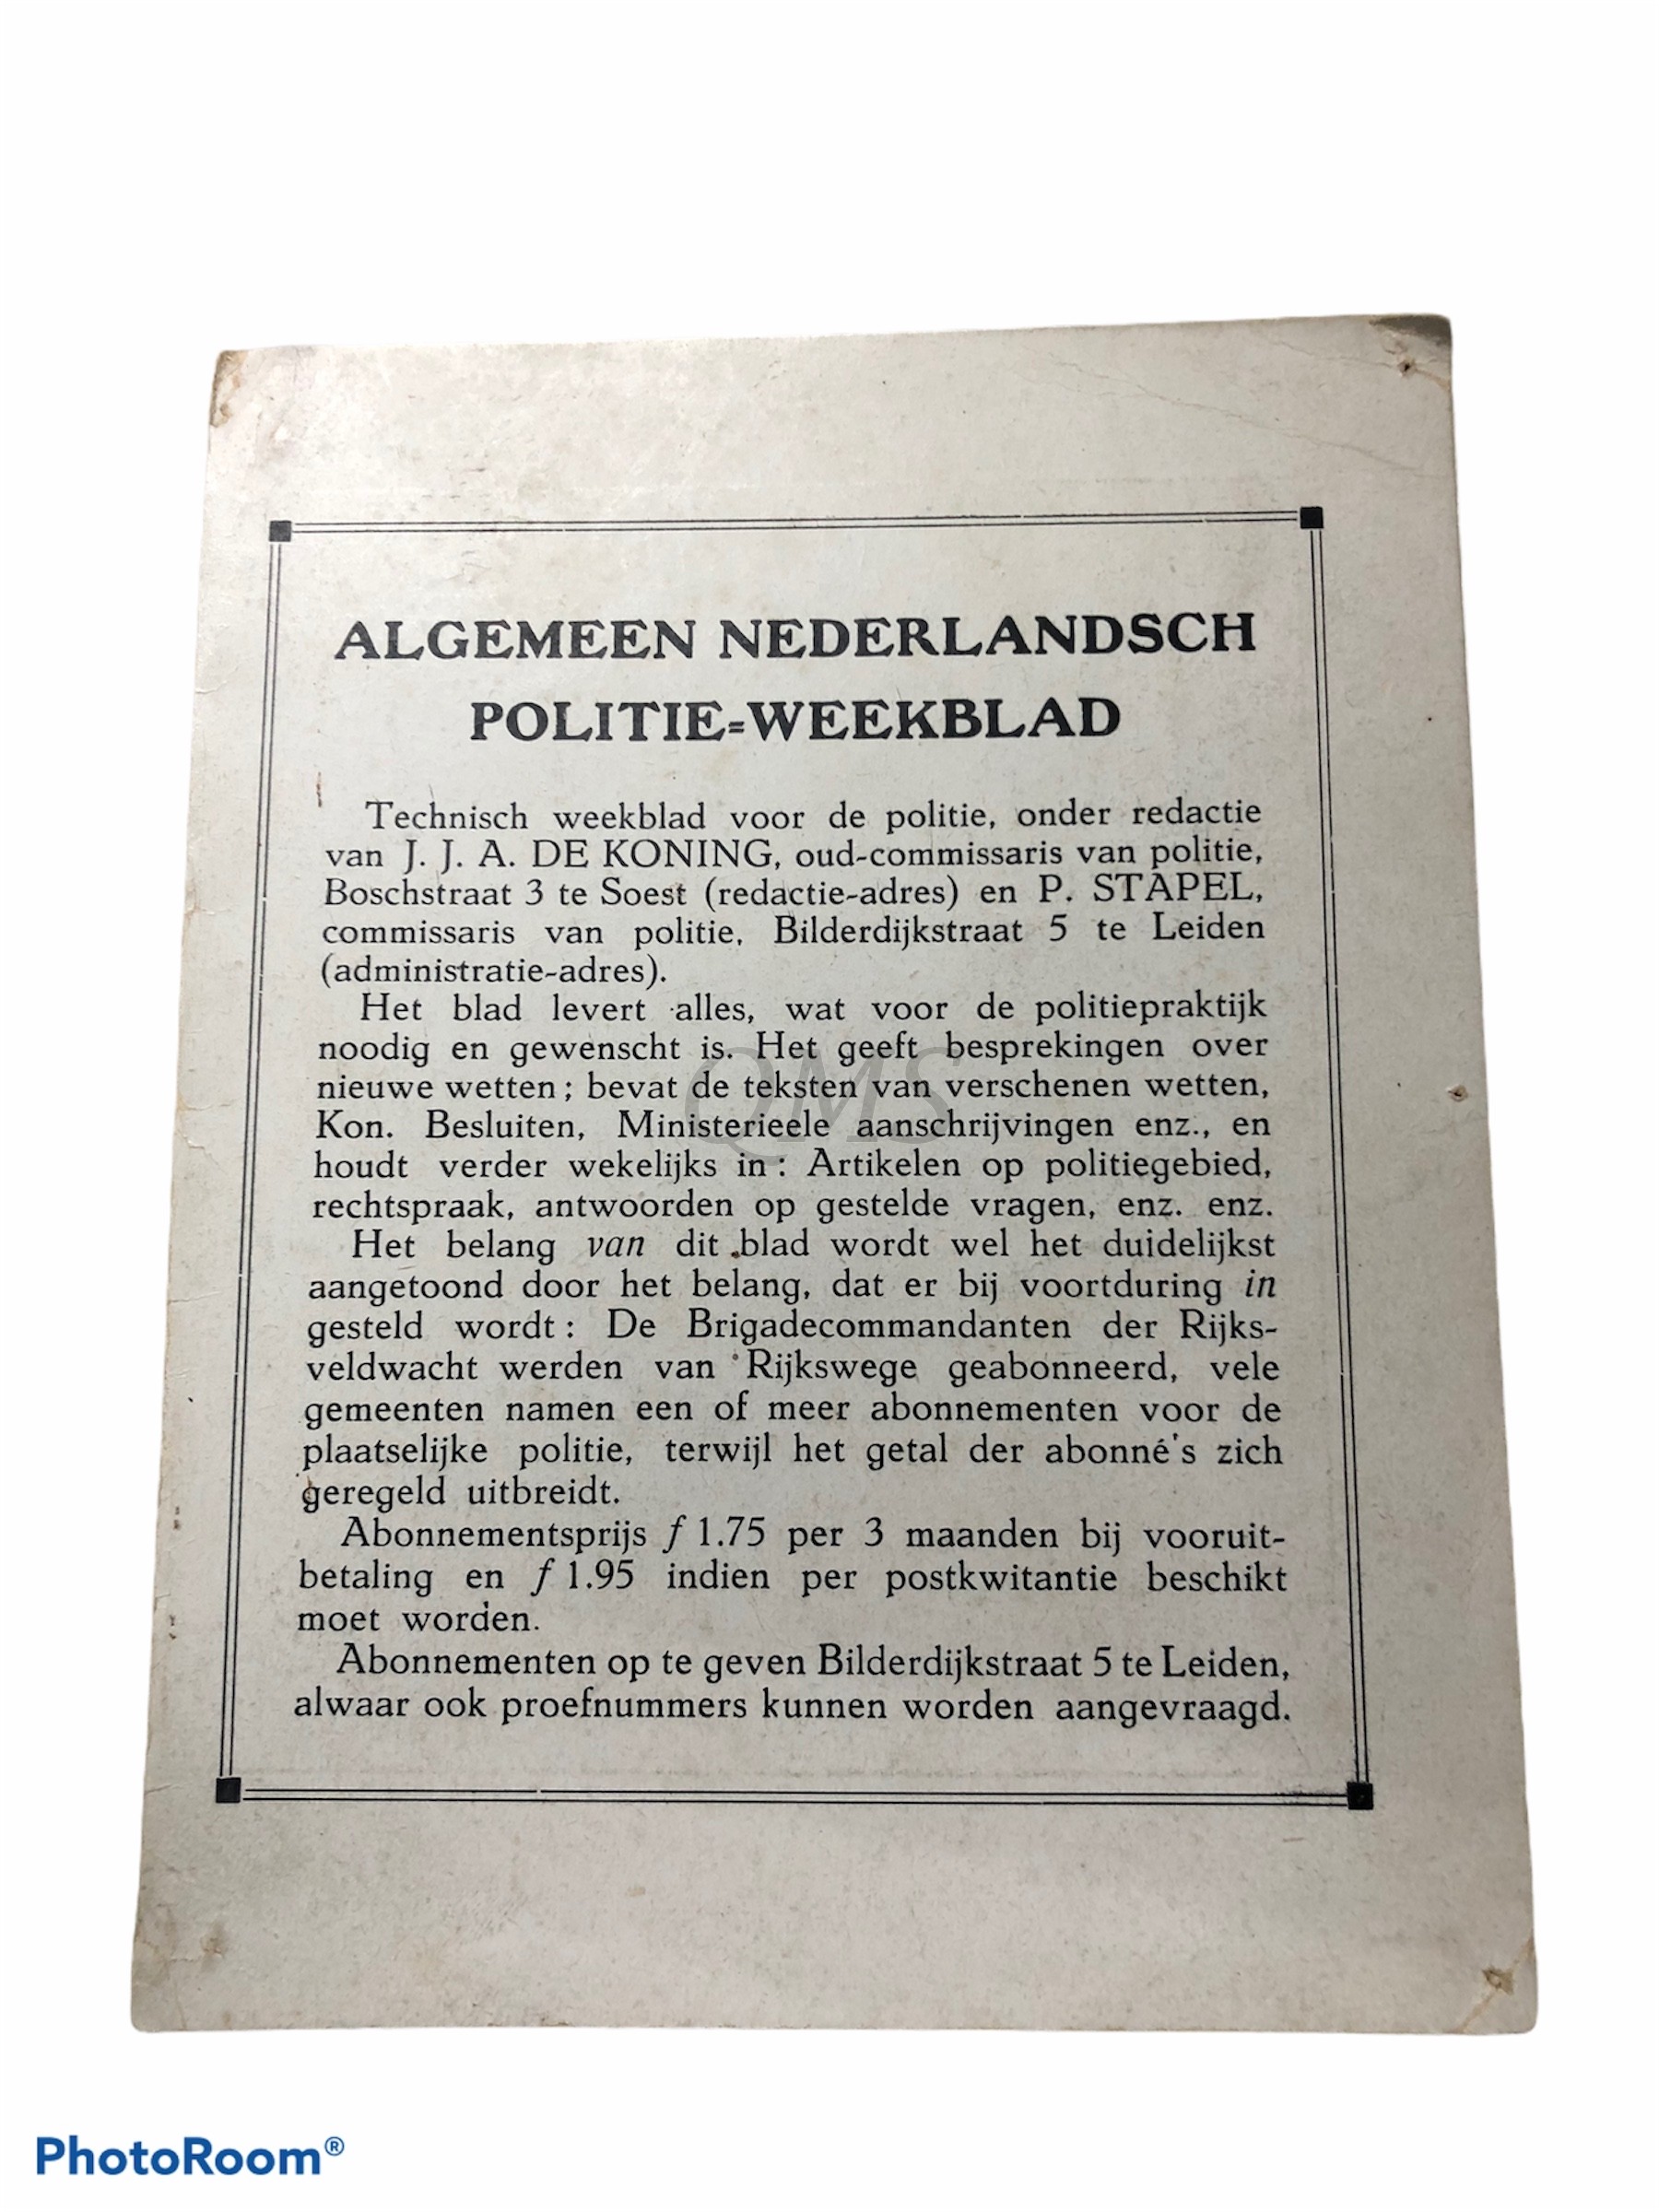 ALGEMEEN NEDERLANDSCH
POLITIE=WEEKBLAD
Technisch weekblad voor de politie, onder redactie
van J. J. A. DE KONING, oud-commissaris van politie,
Boschstraat 3 te Soest (redactie-adres) en P. STAPEL,
commissaris van politie, Bilderdijkstraat 5 te Leiden
(administratie-adres).
Het blad levert alles, wat voor de politiepraktijk
noodig en gewenscht is. Het geeft besprekingen over
nieuwe wetten; bevat de teksten van verschenen wetten,
Kon. Besluiten, Ministerieele aanschrijvingen enz., en
houdt verder wekelijks in: Artikelen op politiegebied,
rechtspraak, antwoorden op gestelde vragen, enz. enz.
Het belang van dit blad wordt wel het duidelijkst
aangetoond door het belang, dat er bij voortduring in
gesteld wordt: De Brigadecommandanten der Rijks-
veldwacht werden van Rijkswege geabonneerd, vele
gemeenten namen een of meer abonnementen voor de
plaatselijke politie, terwijl het getal der abonné's zich
geregeld uitbreidt.
Abonnementsprijs f 1.75 per 3 maanden bij vooruit-
betaling en f 1.95 indien per postkwitantie beschikt
moet worden.
Abonnementen op te geven Bilderdijkstraat 5 te Leiden,
alwaar ook proefnummers kunnen worden aangevraagd.
QMS
PhotoRoom®